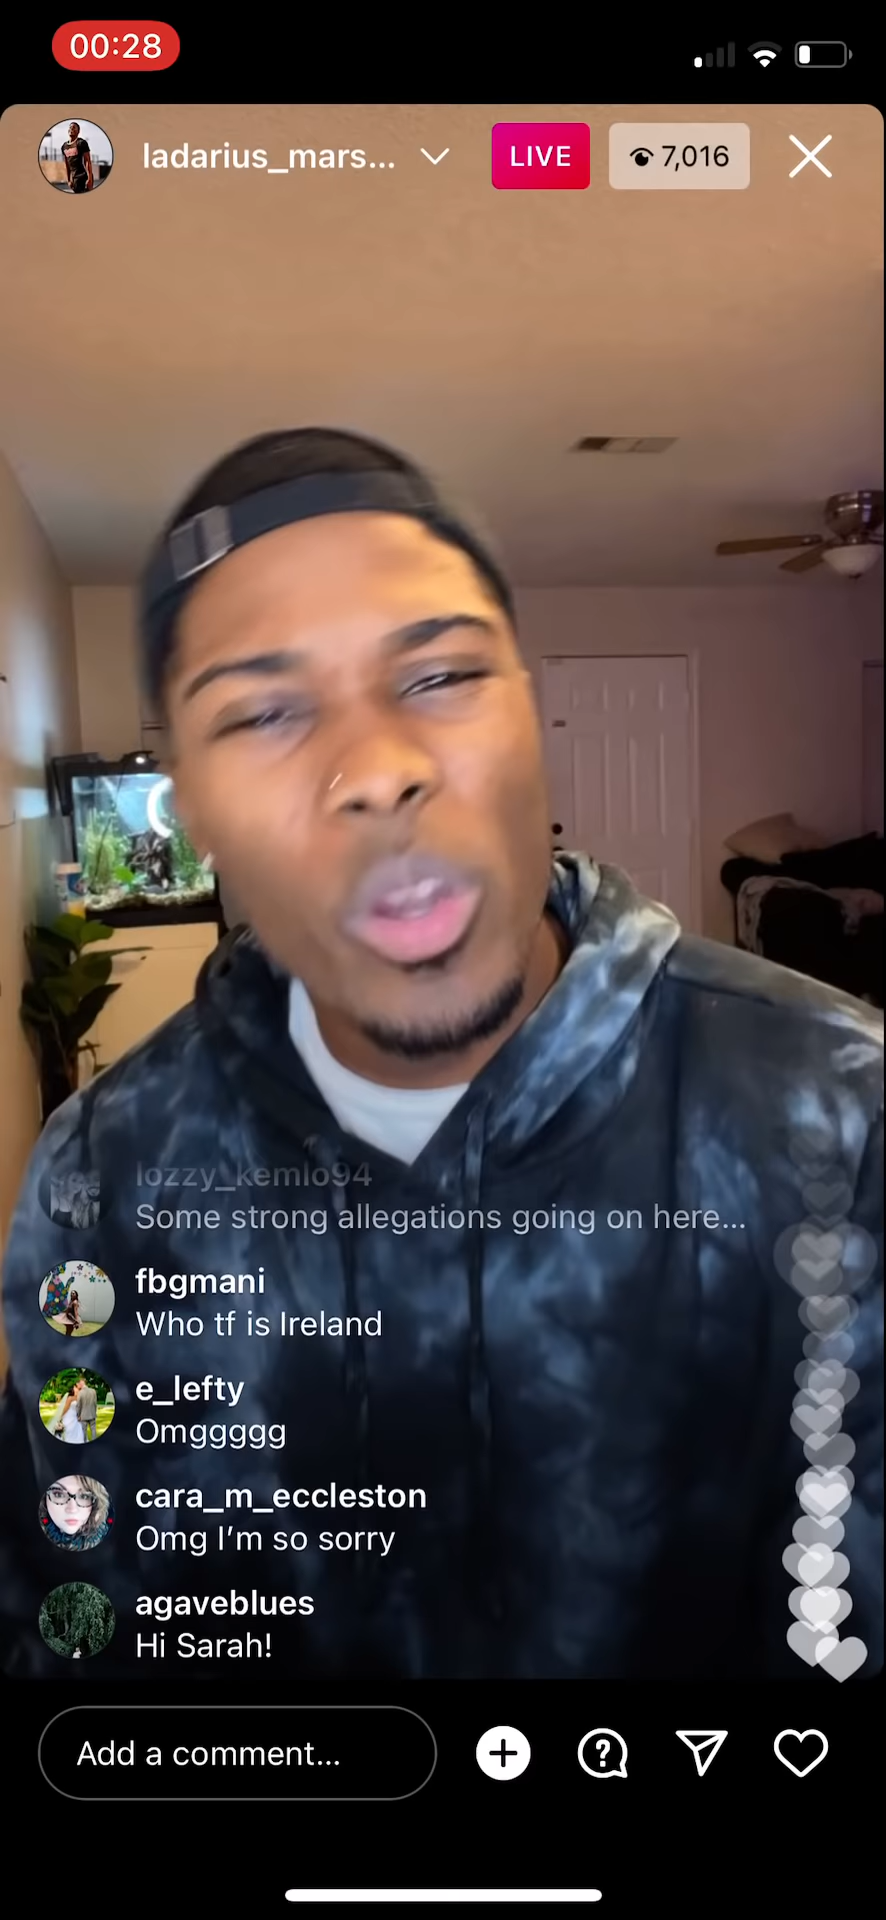 00:28
ladarius_mars...
LIVE
7,016
lozzy_kemlo94
Some strong allegations going on here...
fbgmani
Who tf is Ireland
e_lefty
Omggggg
cara_m_eccleston
Omg I’m so sorry
agaveblues
Hi Sarah!
Add a comment...